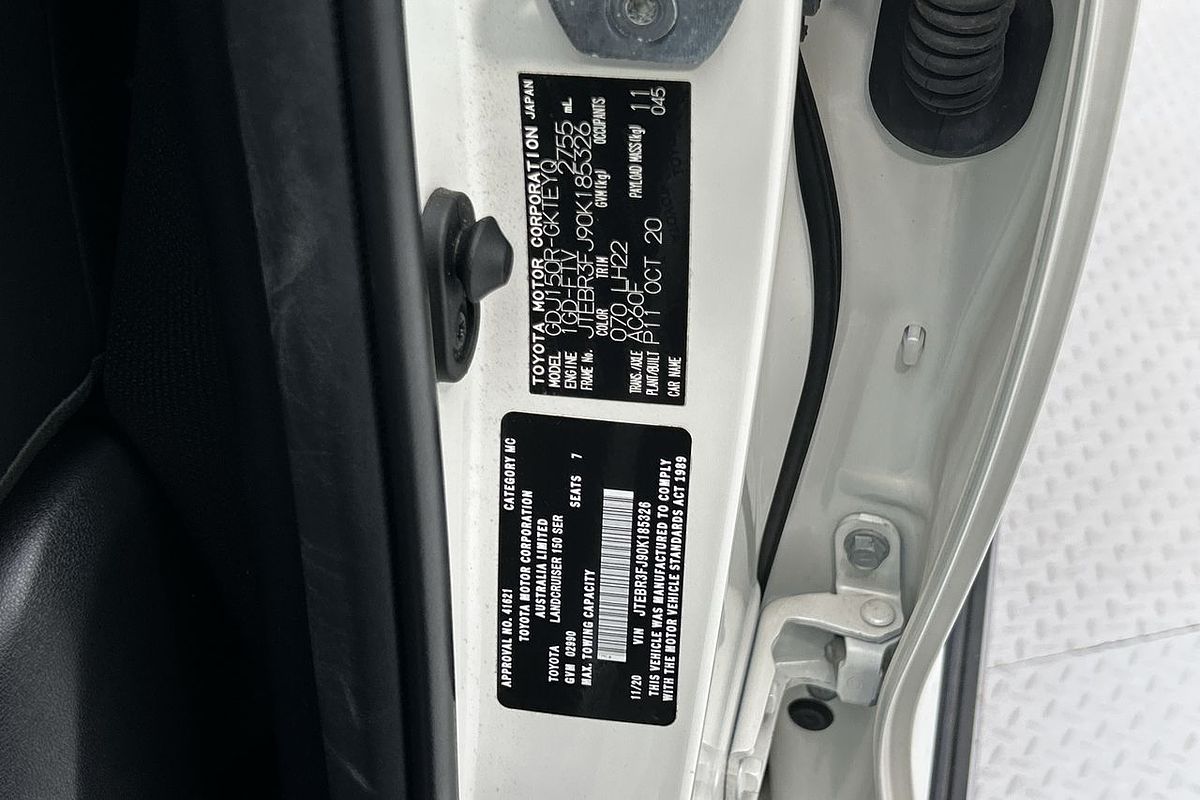 TOYOTA MOTOR CORPORATION JAPAN
MODEL GDJ150R-GKTEYQ
ENGINE 1GD-FTV 2755 mL
FRAME No. JTEBR3FJ90K185326
COLOR TRIM GVM(kg) OCCUPANTS
070 LH22
TRANS./AXLE AC60F PAYLOAD MASS(kg) 11
PLANT/BUILT P11 OCT 20 045
CAR NAME
APPROVAL NO. 41621 CATEGORY MC
TOYOTA MOTOR CORPORATION
AUSTRALIA LIMITED
TOYOTA LANDCRUISER 150 SER
GVM 02990 SEATS 7
MAX. TOWING CAPACITY
11/20 VIN JTEBR3FJ90K185326
THIS VEHICLE WAS MANUFACTURED TO COMPLY
WITH THE MOTOR VEHICLE STANDARDS ACT 1989